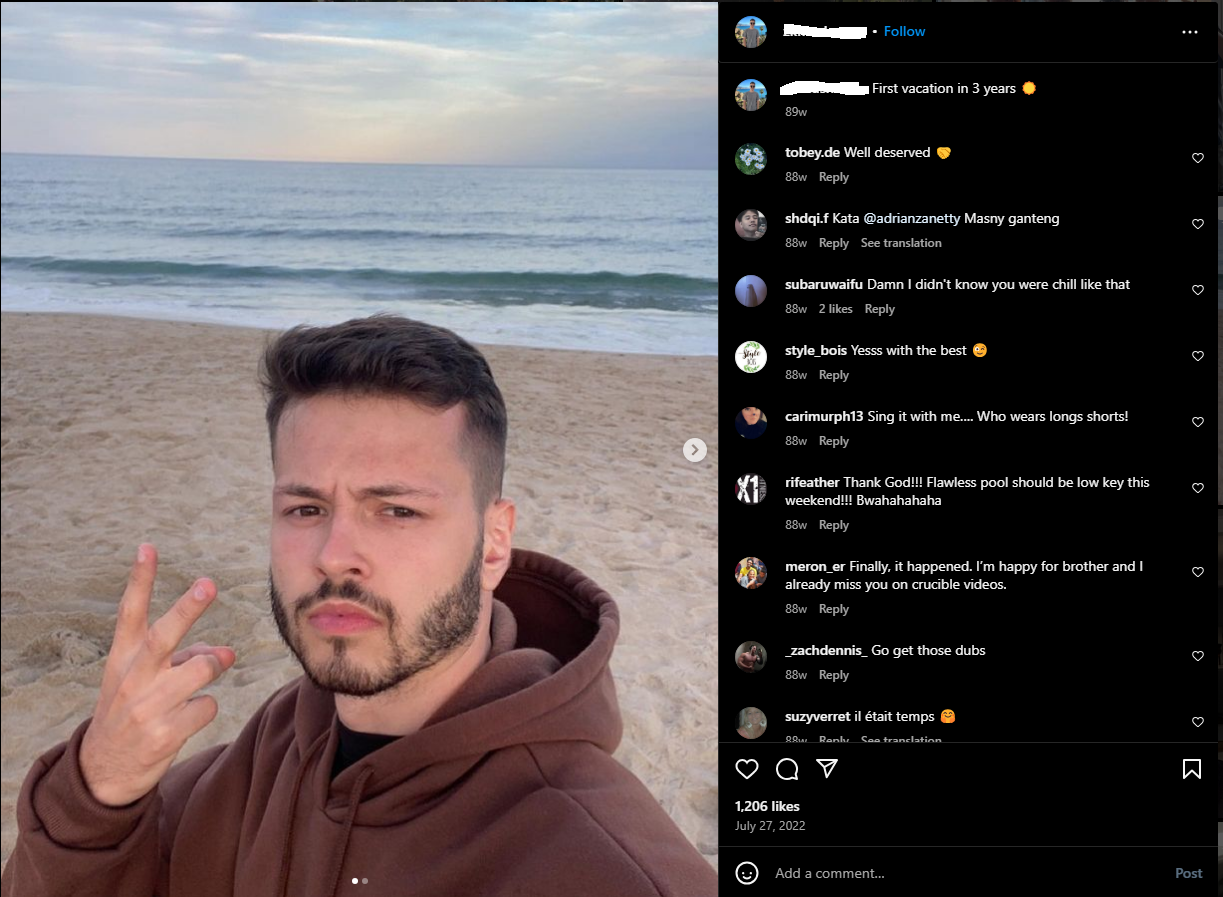 • Follow
First vacation in 3 years
89w
tobey.de Well deserved 🤝
88w Reply
shdqi.f Kata @adrianzanetty Masny ganteng
88w Reply See translation
subaruwaifu Damn I didn't know you were chill like that
88w 2 likes Reply
style_bois Yesss with the best 😉
88w Reply
carimurph13 Sing it with me.... Who wears longs shorts!
88w Reply
rifeather Thank God!!! Flawless pool should be low key this
weekend!!! Bwahahahaha
88w Reply
meron_er Finally, it happened. I’m happy for brother and I
already miss you on crucible videos.
88w Reply
_zachdennis_ Go get those dubs
88w Reply
suzyverret il était temps 🤗
88w Reply See translation
1,206 likes
July 27, 2022
Add a comment...
Post